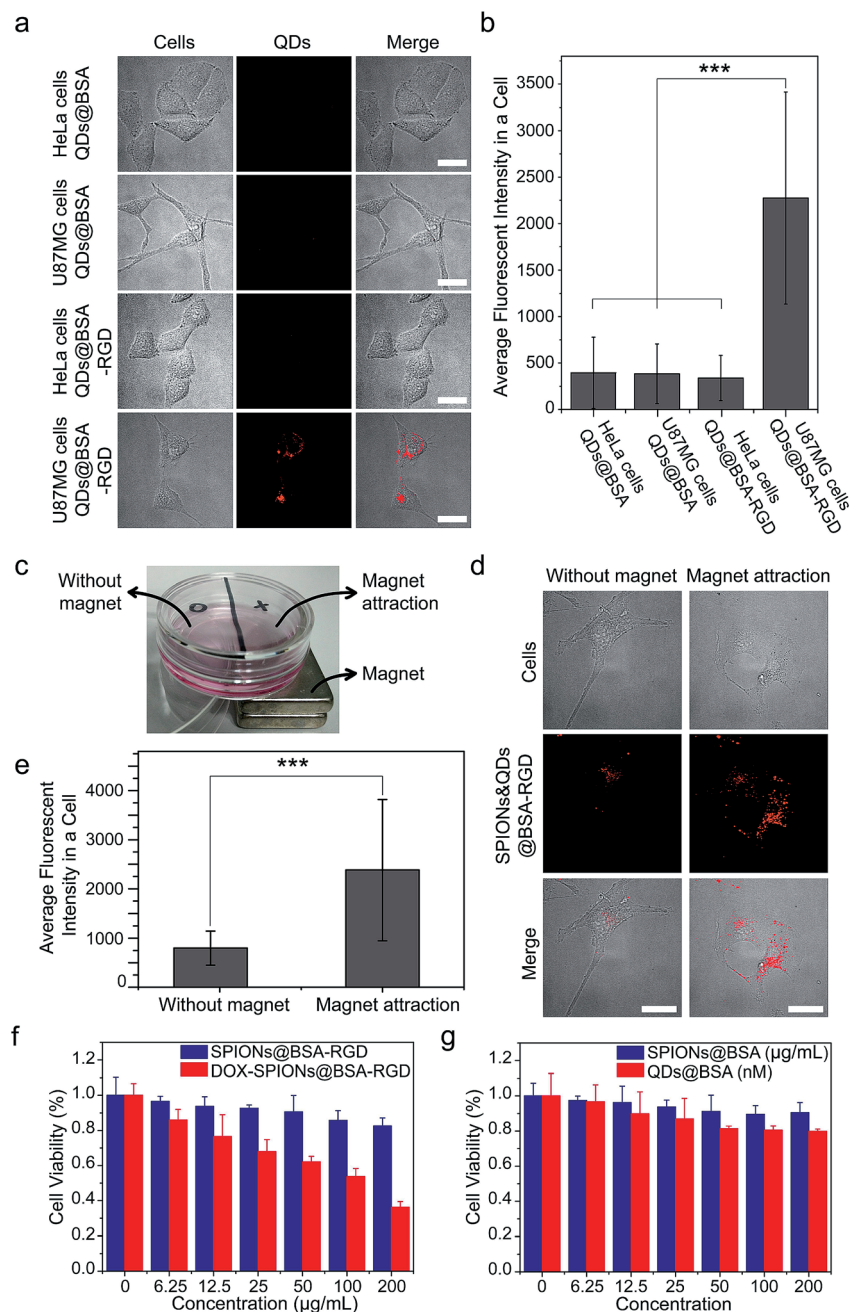 a
Cells
QDs
Merge
HeLa cells
QDs@BSA
U87MG cells
QDs@BSA
HeLa cells
QDs@BSA
-RGD
U87MG cells
QDs@BSA
-RGD
b
Average Fluorescent Intensity in a Cell
3500
3000
2500
2000
1500
1000
500
0
***
HeLa cells
QDs@BSA
U87MG cells
QDs@BSA
HeLa cells
QDs@BSA-RGD
U87MG cells
QDs@BSA-RGD
c
Without
magnet
O
X
Magnet
attraction
Magnet
d
Without magnet
Magnet attraction
Cells
SPIONs&QDs
@BSA-RGD
Merge
e
Average Fluorescent
Intensity in a Cell
4000
3000
2000
1000
0
***
Without magnet
Magnet attraction
f
Cell Viability (%)
1.2
1.0
0.8
0.6
0.4
0.2
0.0
SPIONs@BSA-RGD
DOX-SPIONs@BSA-RGD
0 6.25 12.5 25 50 100 200
Concentration (µg/mL)
g
Cell Viability (%)
1.2
1.0
0.8
0.6
0.4
0.2
0.0
SPIONs@BSA (µg/mL)
QDs@BSA (nM)
0 6.25 12.5 25 50 100 200
Concentration